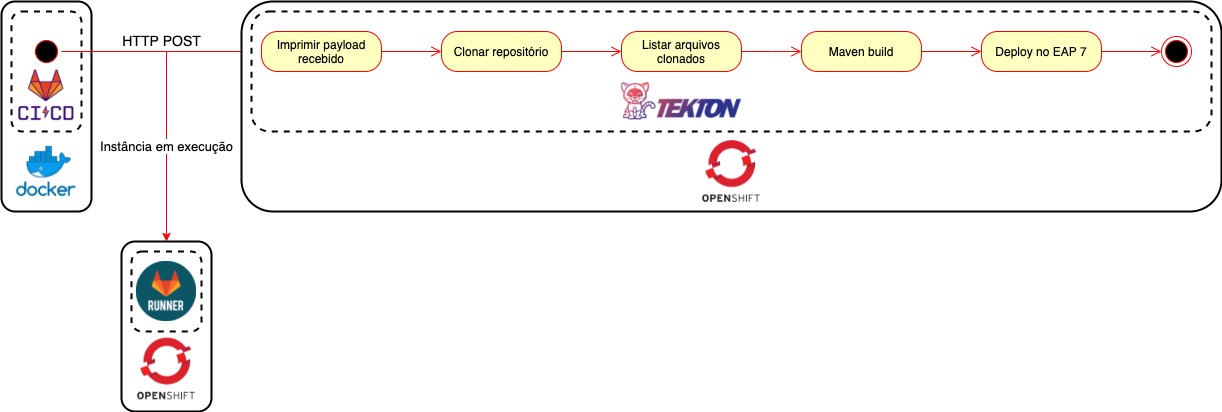 HTTP POST
Imprimir payload
recebido
Clonar repositório
Listar arquivos
clonados
Maven build
Deploy no EAP 7
CI/CD
TEKTON
docker
Instância em execução
OPENSHIFT
RUNNER
OPENSHIFT